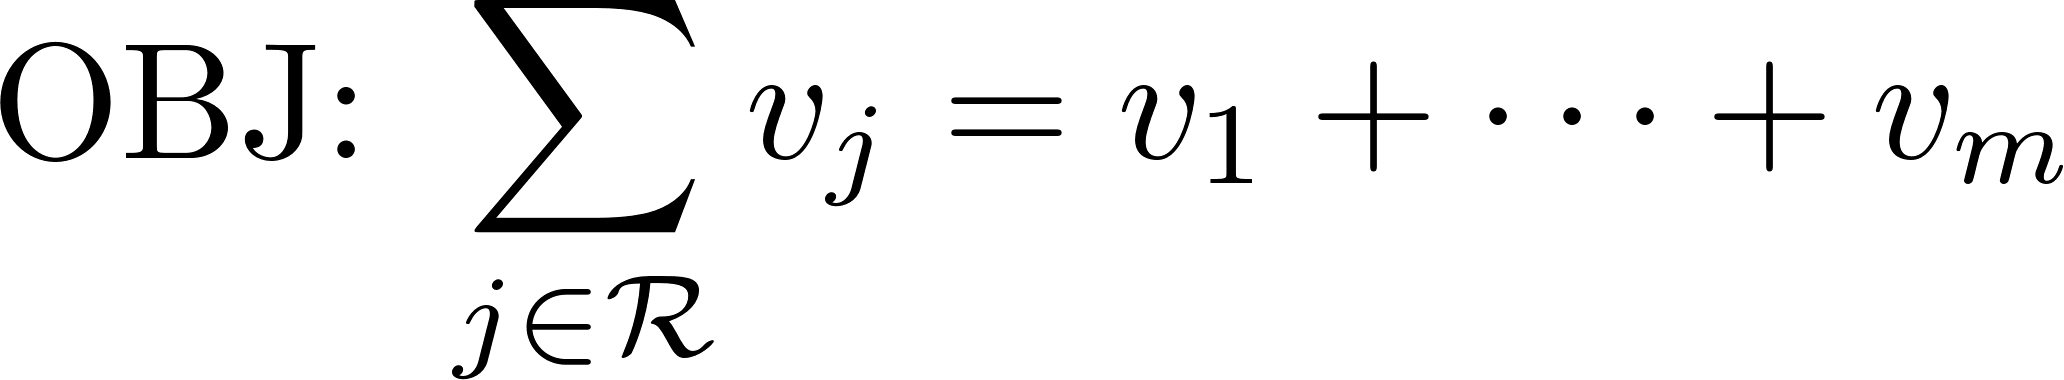 OBJ: ∑_{j∈ℛ} v_j = v_1 + ⋯ + v_m